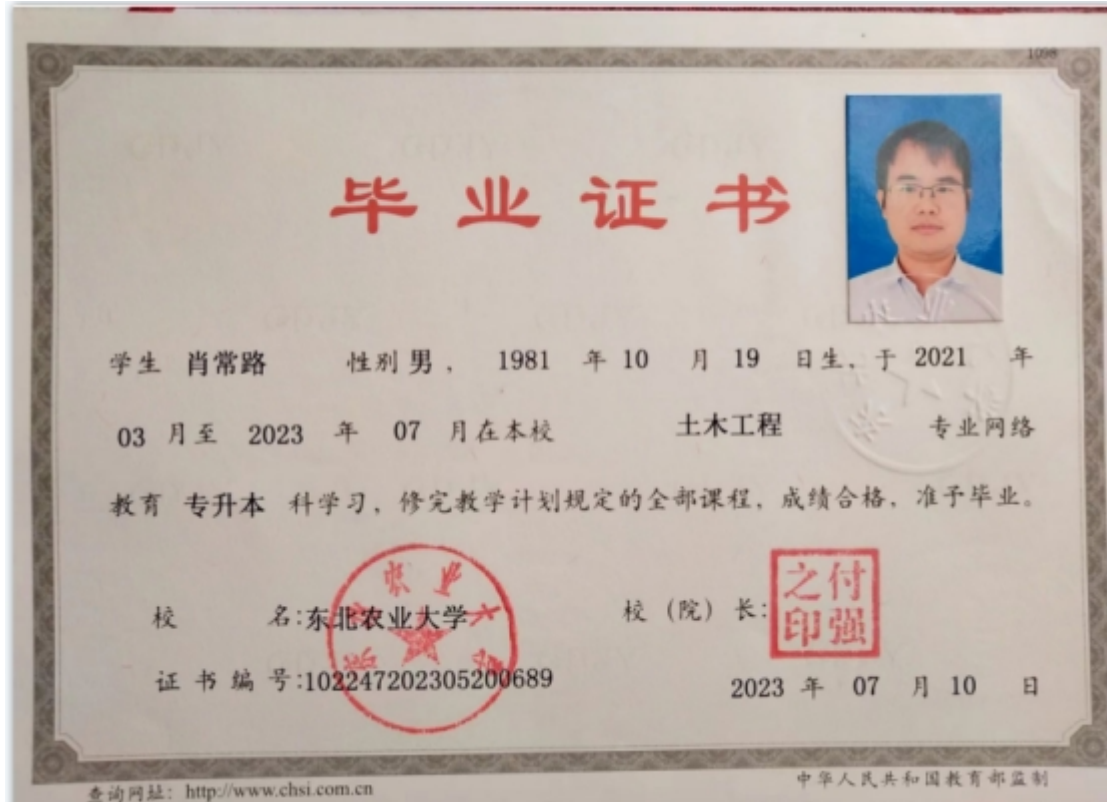 1098
毕业证书
学生 肖常路 性别 男， 1981 年 10 月 19 日生，于 2021 年
03 月至 2023 年 07 月在本校 土木工程 专业网络
教育 专升本 科学习，修完教学计划规定的全部课程，成绩合格，准予毕业。
校 名：东北农业大学 校（院）长：付强之印
证书编号：102247202305200689
2023 年 07 月 10 日
查询网址：http://www.chsi.com.cn
中华人民共和国教育部监制